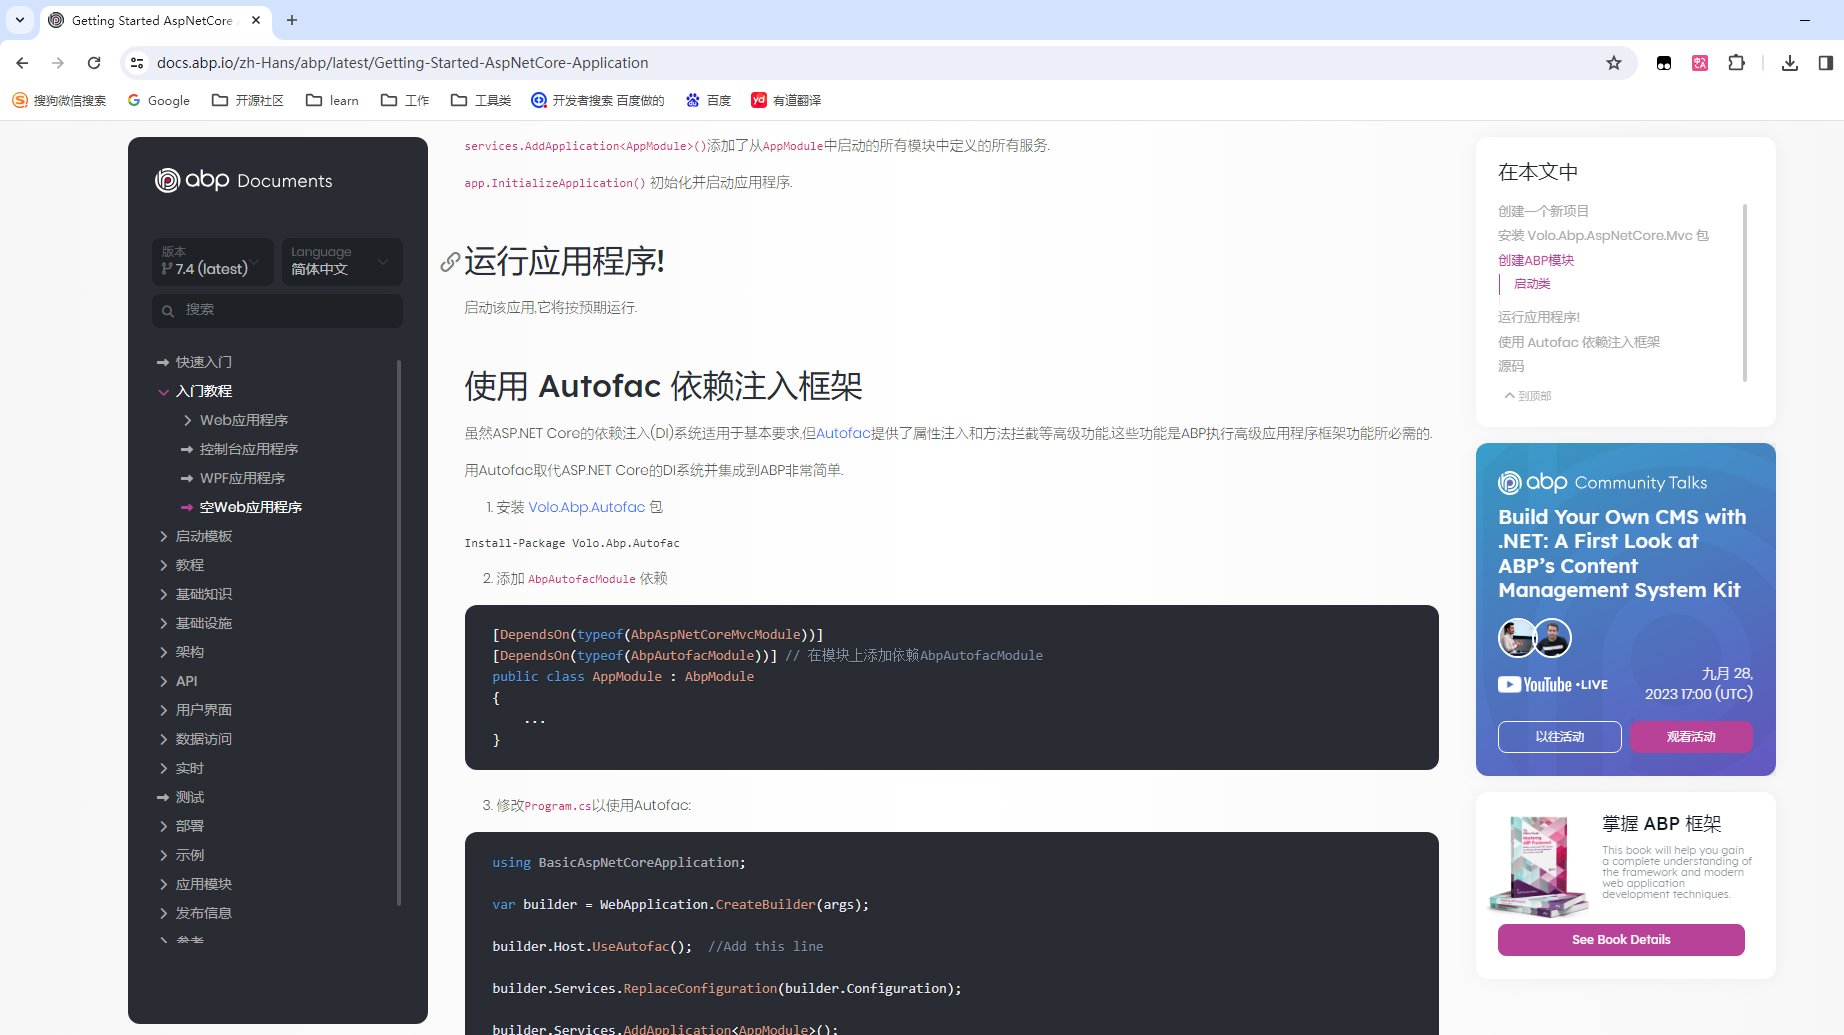 Getting Started AspNetCore
docs.abp.io/zh-Hans/abp/latest/Getting-Started-AspNetCore-Application
搜狗微信搜索
Google
开源社区
learn
工作
工具类
开发者搜索 百度做的
百度
有道翻译
abp Documents
版本
7.4 (latest)
Language
简体中文
搜索
快速入门
入门教程
Web应用程序
控制台应用程序
WPF应用程序
空Web应用程序
启动模板
教程
基础知识
基础设施
架构
API
用户界面
数据访问
实时
测试
部署
示例
应用模块
发布信息
参考
services.AddApplication<AppModule>()添加了从AppModule中启动的所有模块中定义的所有服务.
app.InitializeApplication() 初始化并启动应用程序.
运行应用程序!
启动该应用,它将按预期运行.
使用 Autofac 依赖注入框架
虽然ASP.NET Core的依赖注入(DI)系统适用于基本要求,但Autofac提供了属性注入和方法拦截等高级功能,这些功能是ABP执行高级应用程序框架功能所必需的.
用Autofac取代ASP.NET Core的DI系统并集成到ABP非常简单.
1. 安装 Volo.Abp.Autofac 包
Install-Package Volo.Abp.Autofac
2. 添加 AbpAutofacModule 依赖
[DependsOn(typeof(AbpAspNetCoreMvcModule))]
[DependsOn(typeof(AbpAutofacModule))] // 在模块上添加依赖AbpAutofacModule
public class AppModule : AbpModule
{
...
}
3. 修改Program.cs以使用Autofac:
using BasicAspNetCoreApplication;
var builder = WebApplication.CreateBuilder(args);
builder.Host.UseAutofac(); //Add this line
builder.Services.ReplaceConfiguration(builder.Configuration);
builder.Services.AddApplication<AppModule>();
在本文中
创建一个新项目
安装 Volo.Abp.AspNetCore.Mvc 包
创建ABP模块
启动类
运行应用程序!
使用 Autofac 依赖注入框架
源码
到顶部
abp Community Talks
Build Your Own CMS with
.NET: A First Look at
ABP’s Content
Management System Kit
YouTube •LIVE
九月 28,
2023 17:00 (UTC)
以往活动
观看活动
掌握 ABP 框架
This book will help you gain
a complete understanding of
the framework and modern
web application
development techniques.
See Book Details